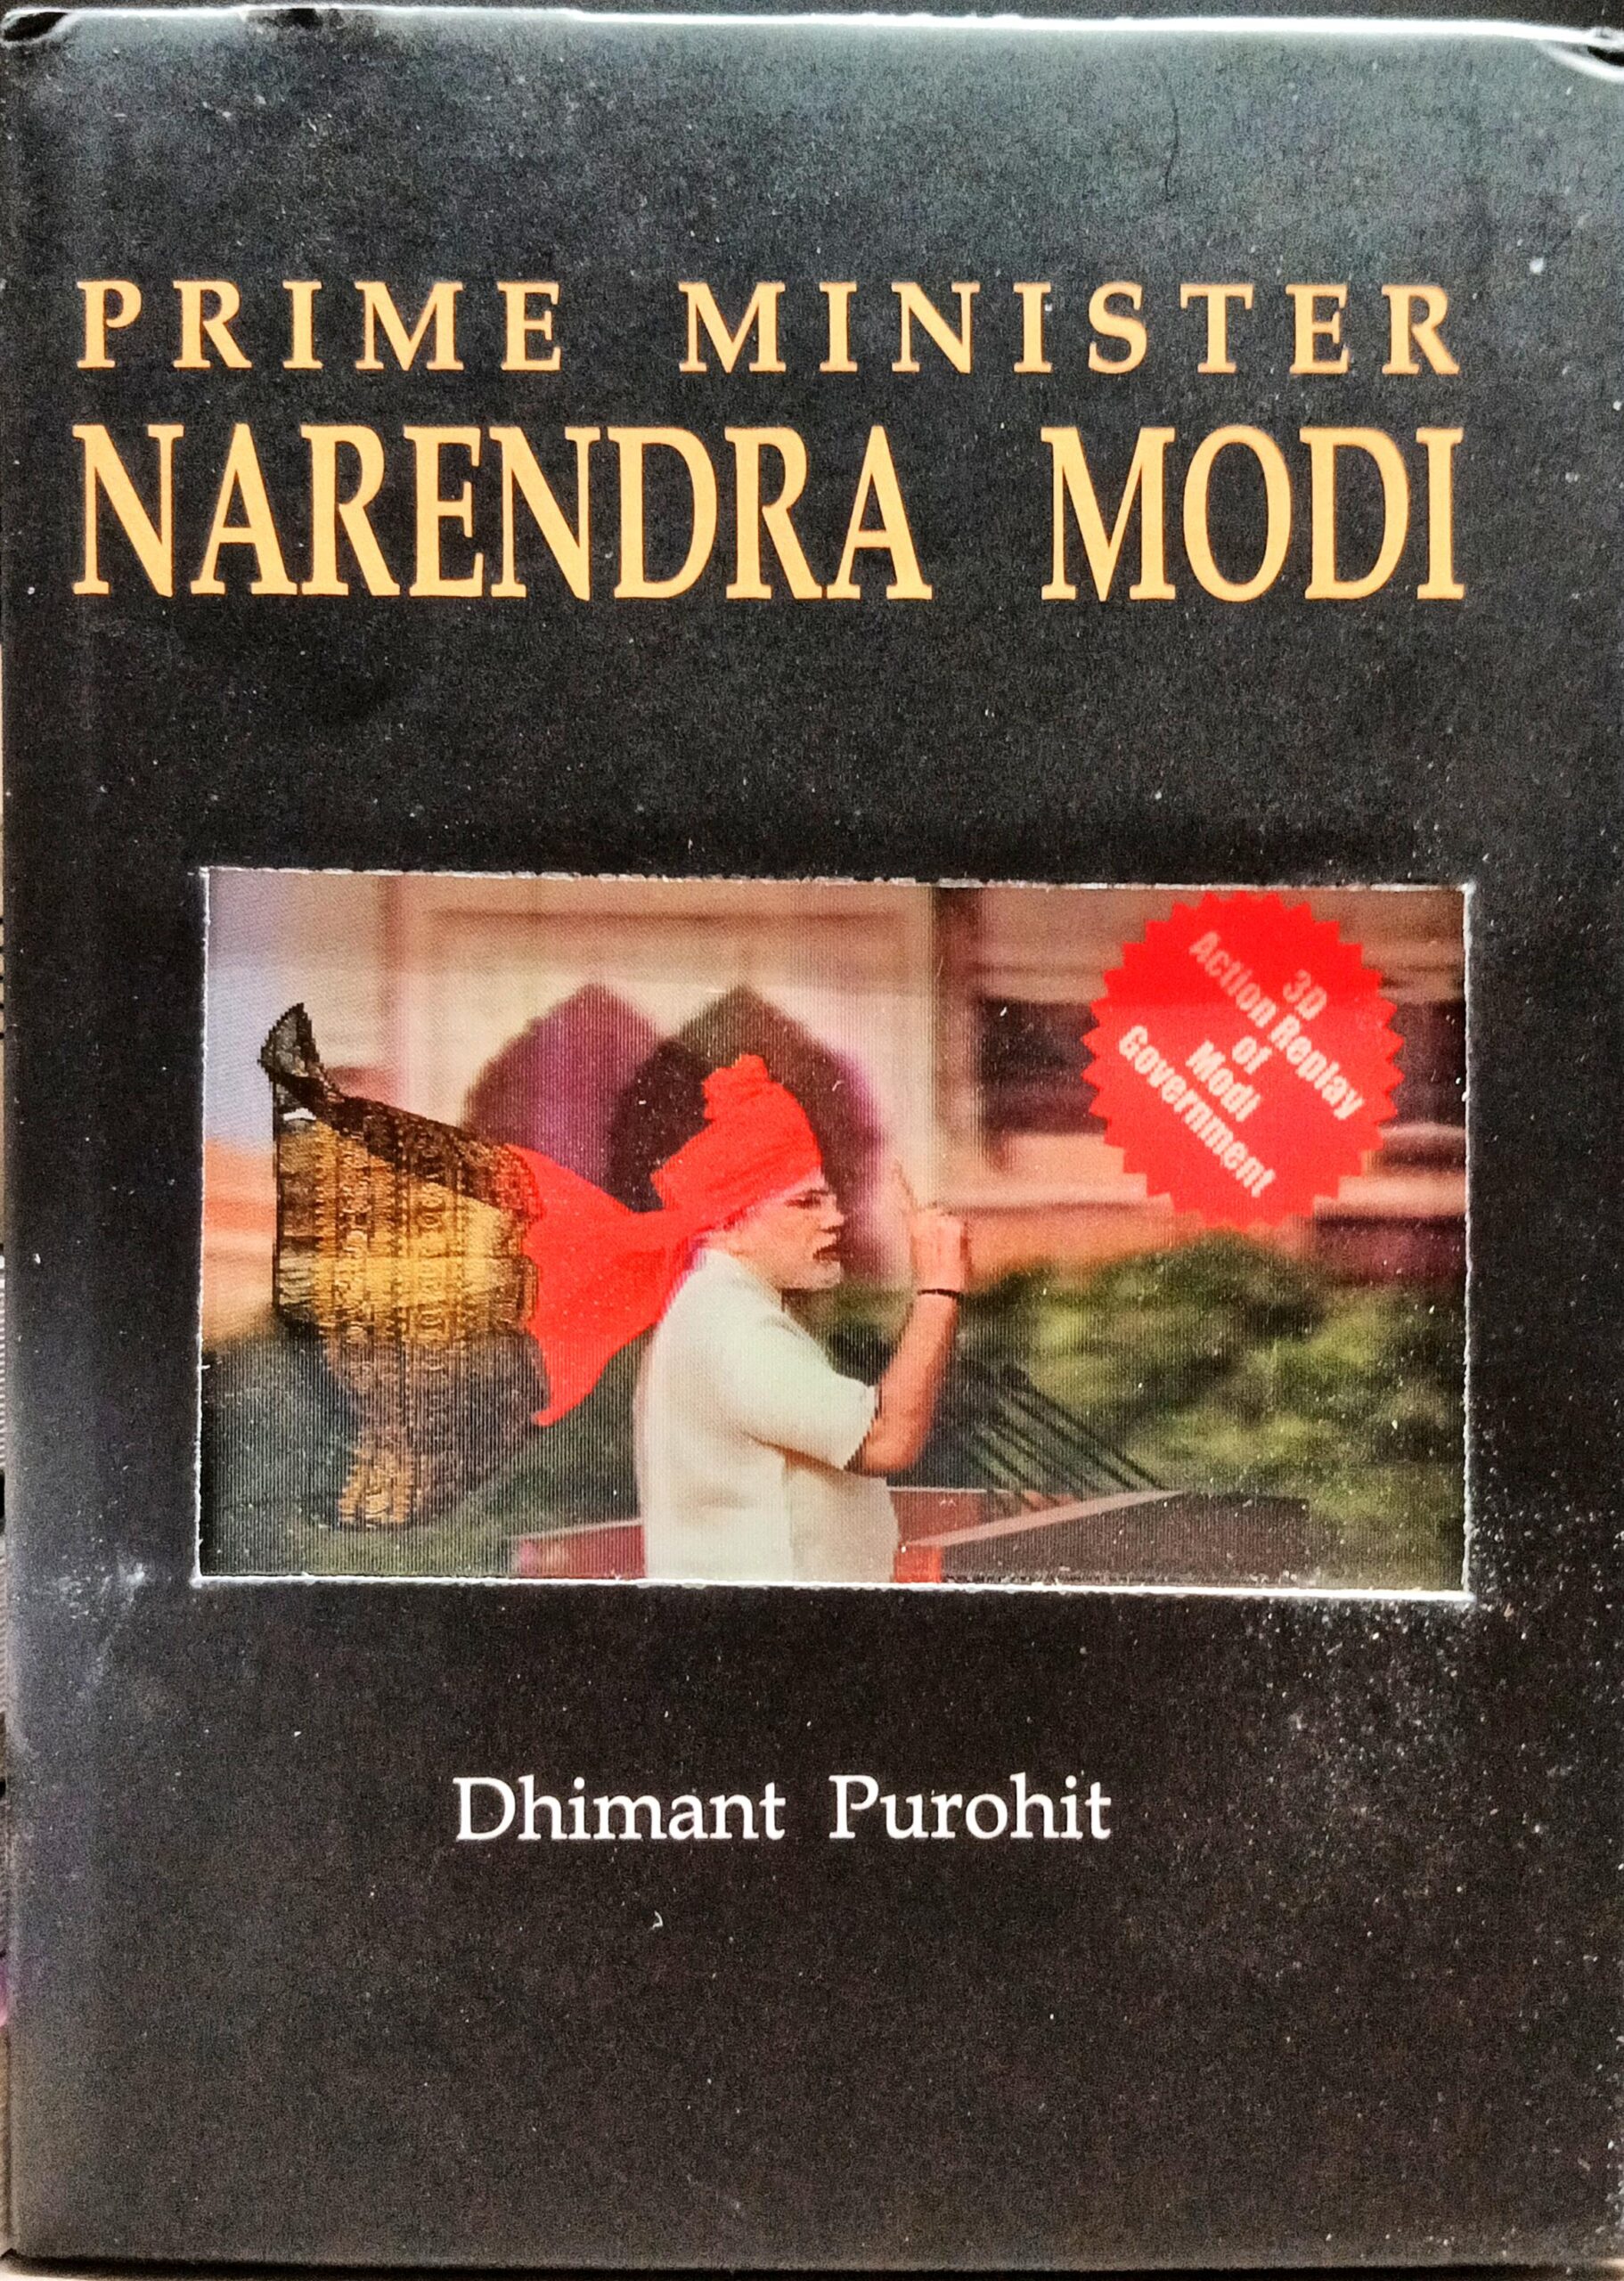 PRIME MINISTER
NARENDRA MODI
3D
Action Replay
of
Modi
Government
Dhimant Purohit